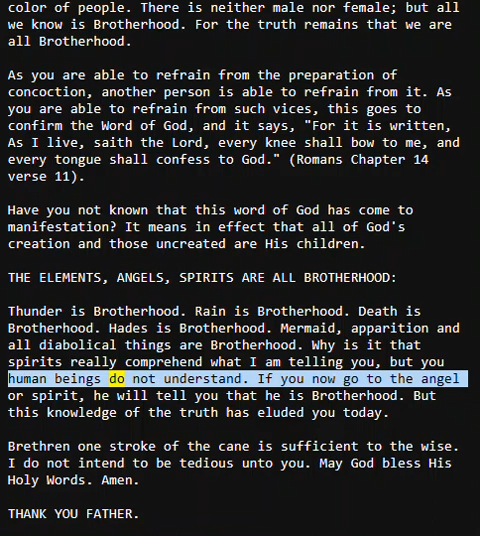 color of people. There is neither male nor female; but all
we know is Brotherhood. For the truth remains that we are
all Brotherhood.
As you are able to refrain from the preparation of
concoction, another person is able to refrain from it. As
you are able to refrain from such vices, this goes to
confirm the Word of God, and it says, "For it is written,
As I live, saith the Lord, every knee shall bow to me, and
every tongue shall confess to God." (Romans Chapter 14
verse 11).
Have you not known that this word of God has come to
manifestation? It means in effect that all of God's
creation and those uncreated are His children.
THE ELEMENTS, ANGELS, SPIRITS ARE ALL BROTHERHOOD:
Thunder is Brotherhood. Rain is Brotherhood. Death is
Brotherhood. Hades is Brotherhood. Mermaid, apparition and
all diabolical things are Brotherhood. Why is it that
spirits really comprehend what I am telling you, but you
human beings do not understand. If you now go to the angel
or spirit, he will tell you that he is Brotherhood. But
this knowledge of the truth has eluded you today.
Brethren one stroke of the cane is sufficient to the wise.
I do not intend to be tedious unto you. May God bless His
Holy Words. Amen.
THANK YOU FATHER.